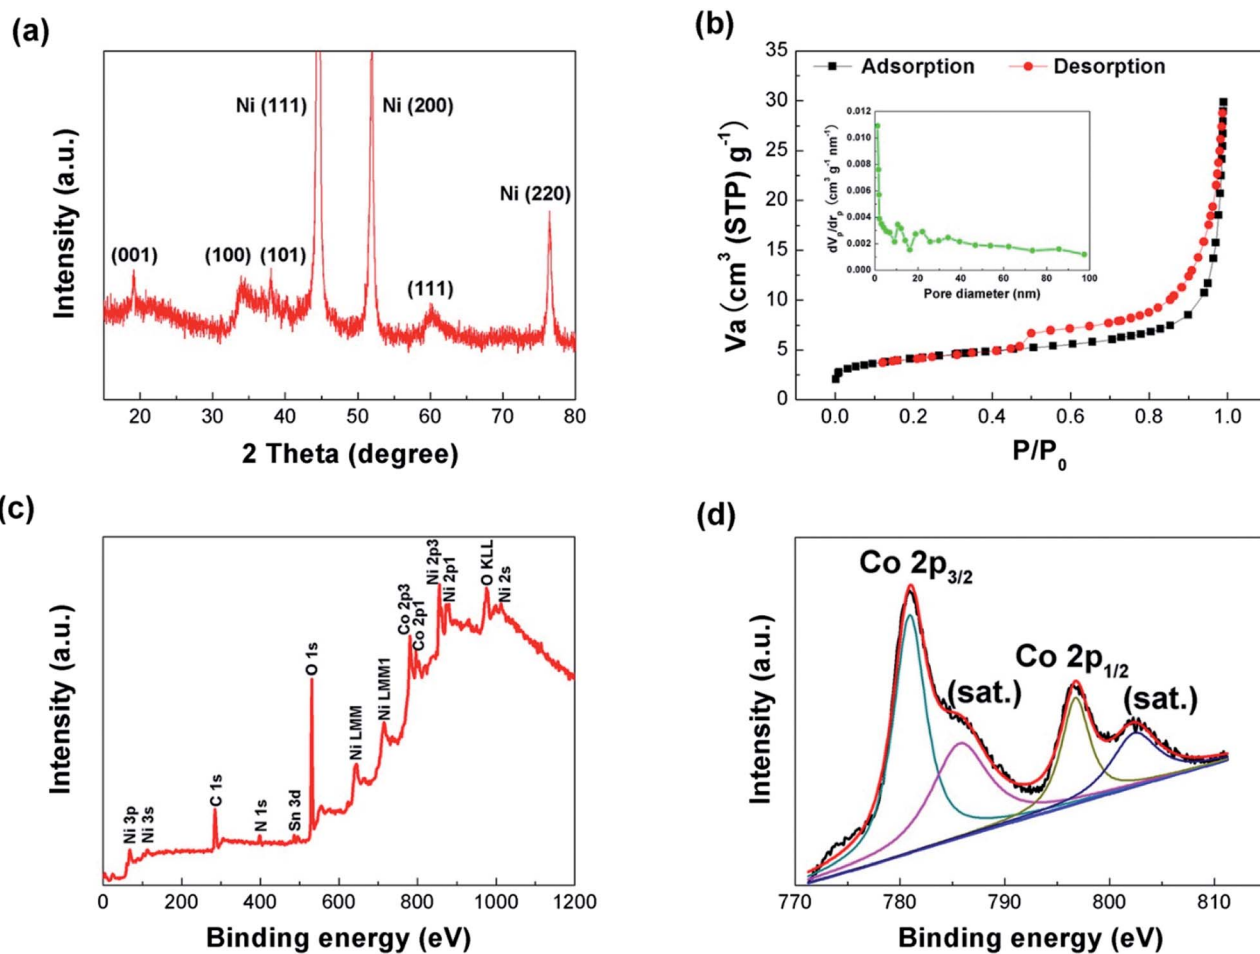 (a)
Intensity (a.u.)
Ni (111)
Ni (200)
Ni (220)
(001)
(100)
(101)
(111)
20 30 40 50 60 70 80
2 Theta (degree)
(b)
Va (cm³ (STP) g⁻¹)
35
30
25
20
15
10
5
0
Adsorption
Desorption
dVₚ/drₚ (cm³ g⁻¹ nm⁻¹)
0.012
0.010
0.008
0.006
0.004
0.002
0.000
0 20 40 60 80 100
Pore diameter (nm)
0.0 0.2 0.4 0.6 0.8 1.0
P/P₀
(c)
Intensity (a.u.)
Ni 3p
Ni 3s
C 1s
N 1s
Sn 3d
O 1s
Ni LMM
Ni LMM1
Co 2p3
Co 2p1
Ni 2p3
Ni 2p1
O KLL
Ni 2s
0 200 400 600 800 1000 1200
Binding energy (eV)
(d)
Intensity (a.u.)
Co 2p₃/₂
(sat.)
Co 2p₁/₂
(sat.)
770 780 790 800 810
Binding energy (eV)